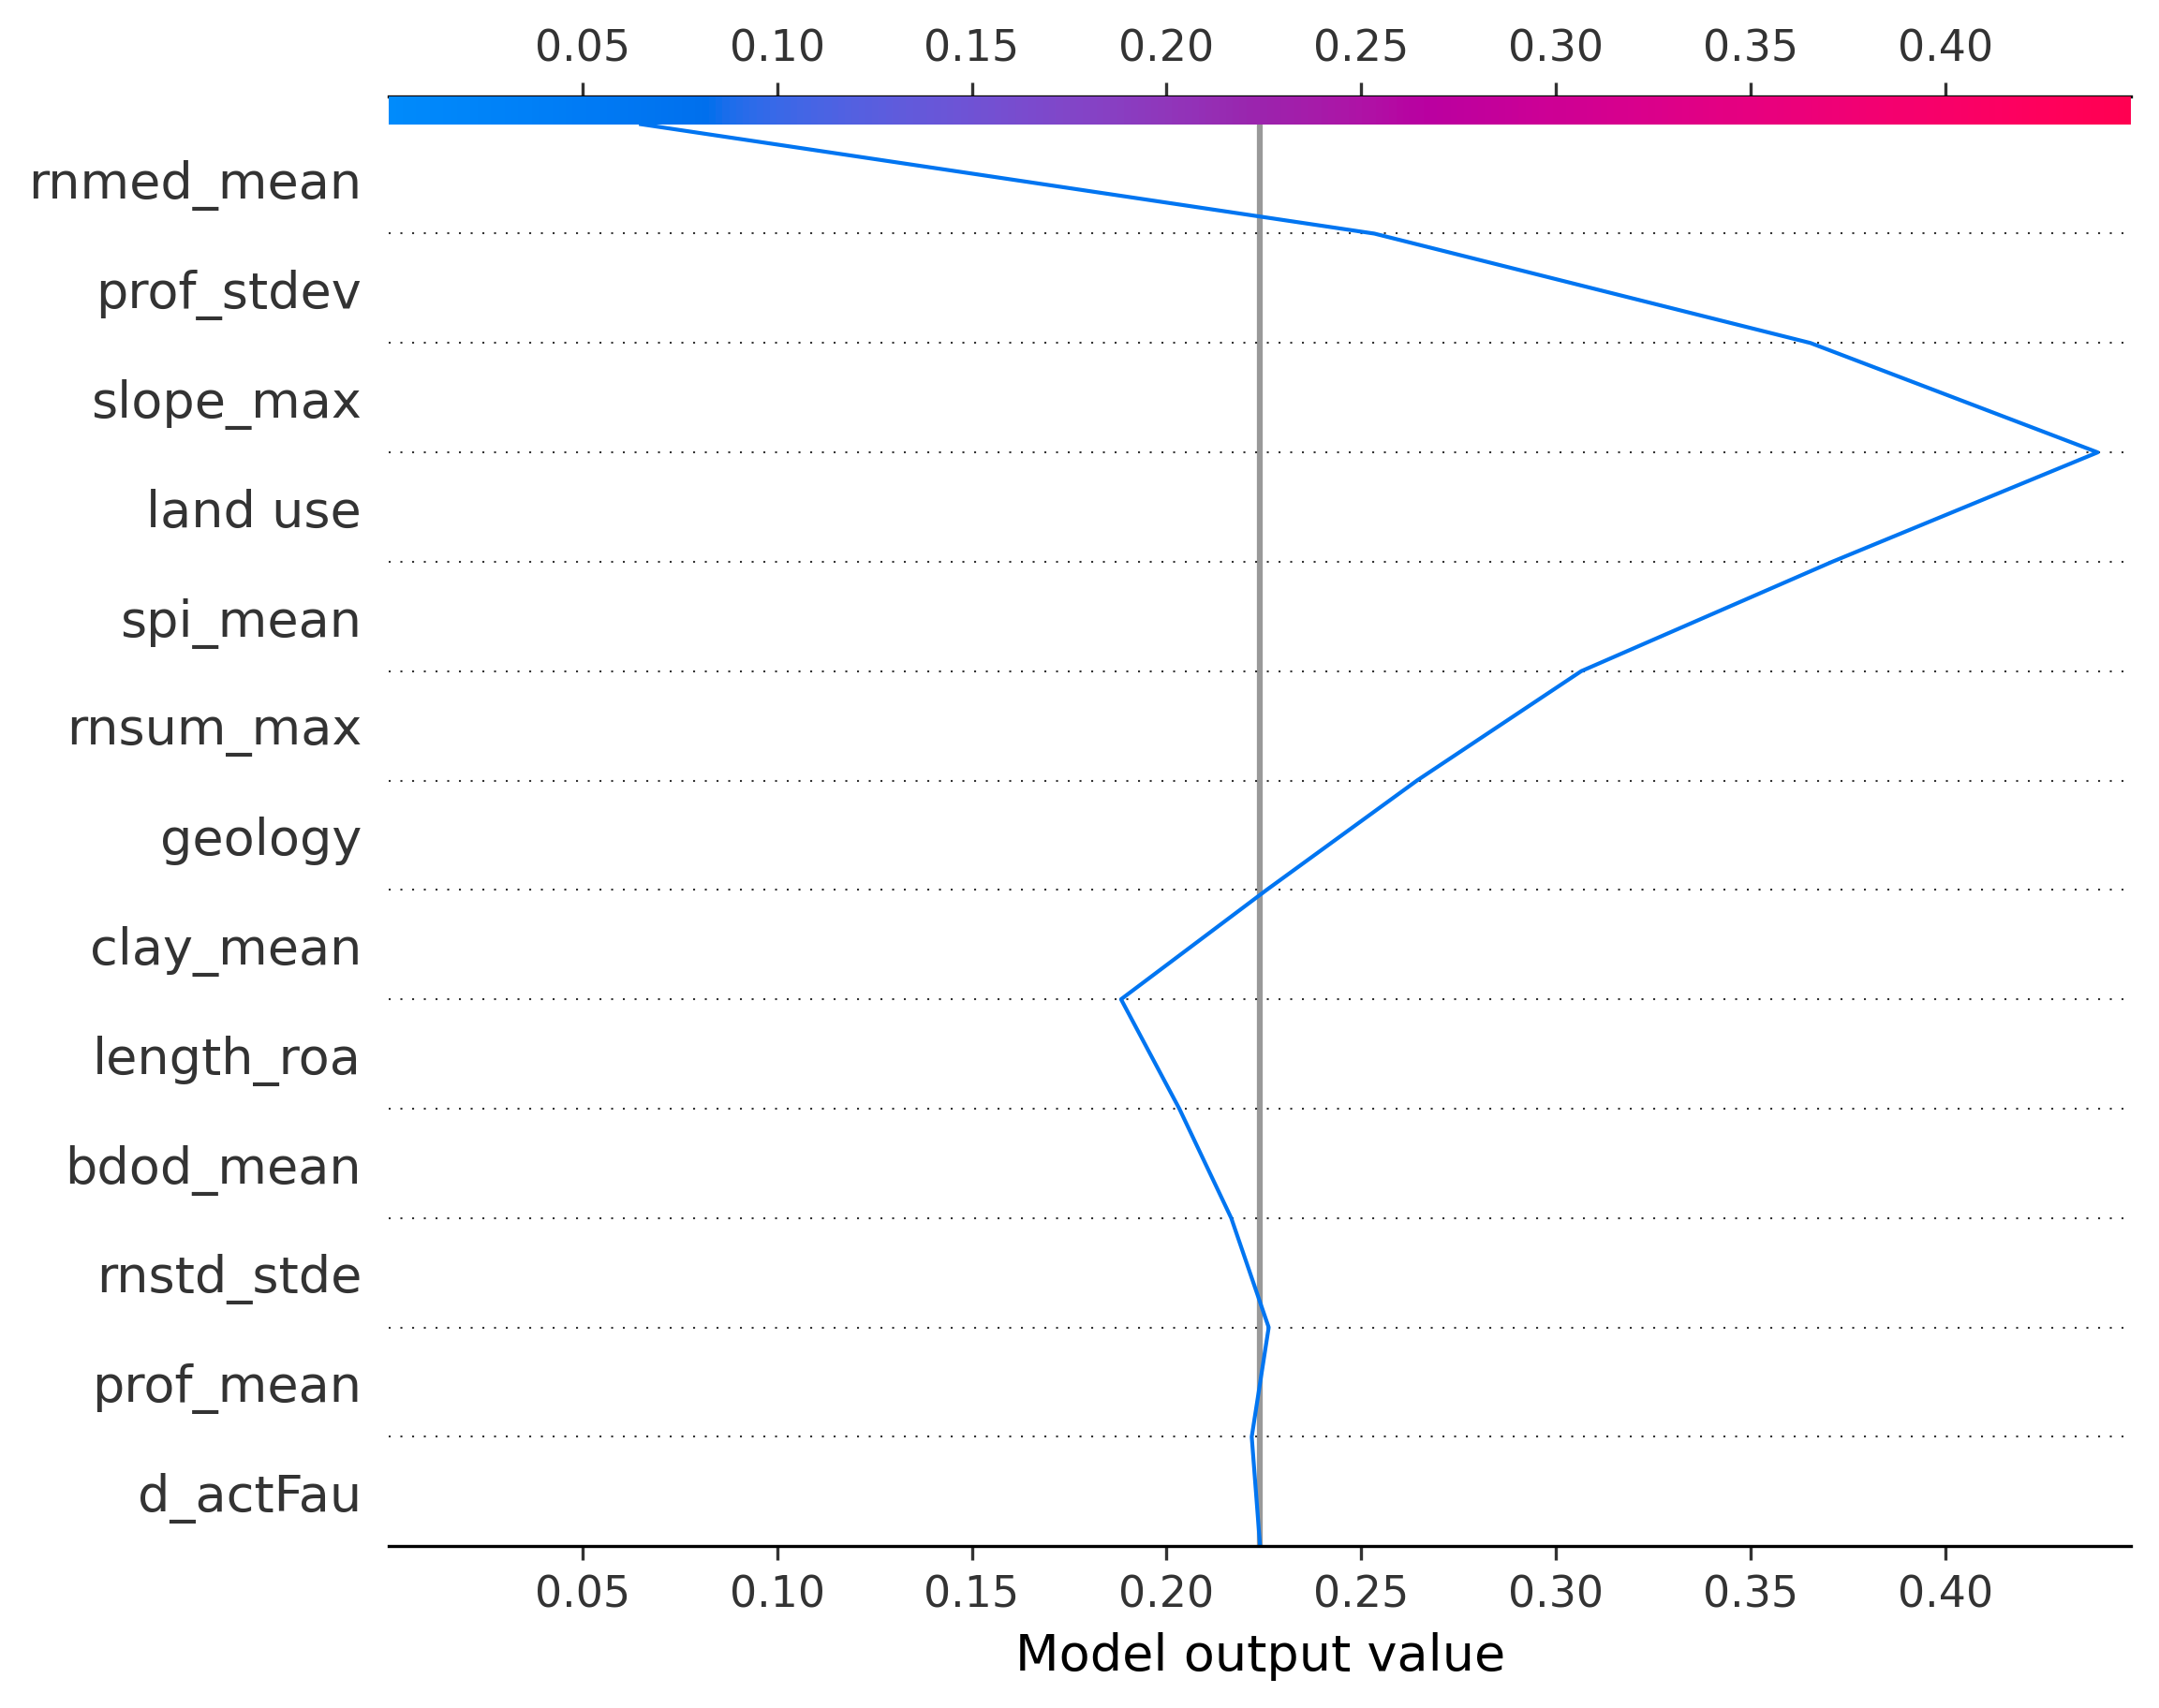 0.05 0.10 0.15 0.20 0.25 0.30 0.35 0.40
rnmed_mean
prof_stdev
slope_max
land use
spi_mean
rnsum_max
geology
clay_mean
length_roa
bdod_mean
rnstd_stde
prof_mean
d_actFau
0.05 0.10 0.15 0.20 0.25 0.30 0.35 0.40
Model output value